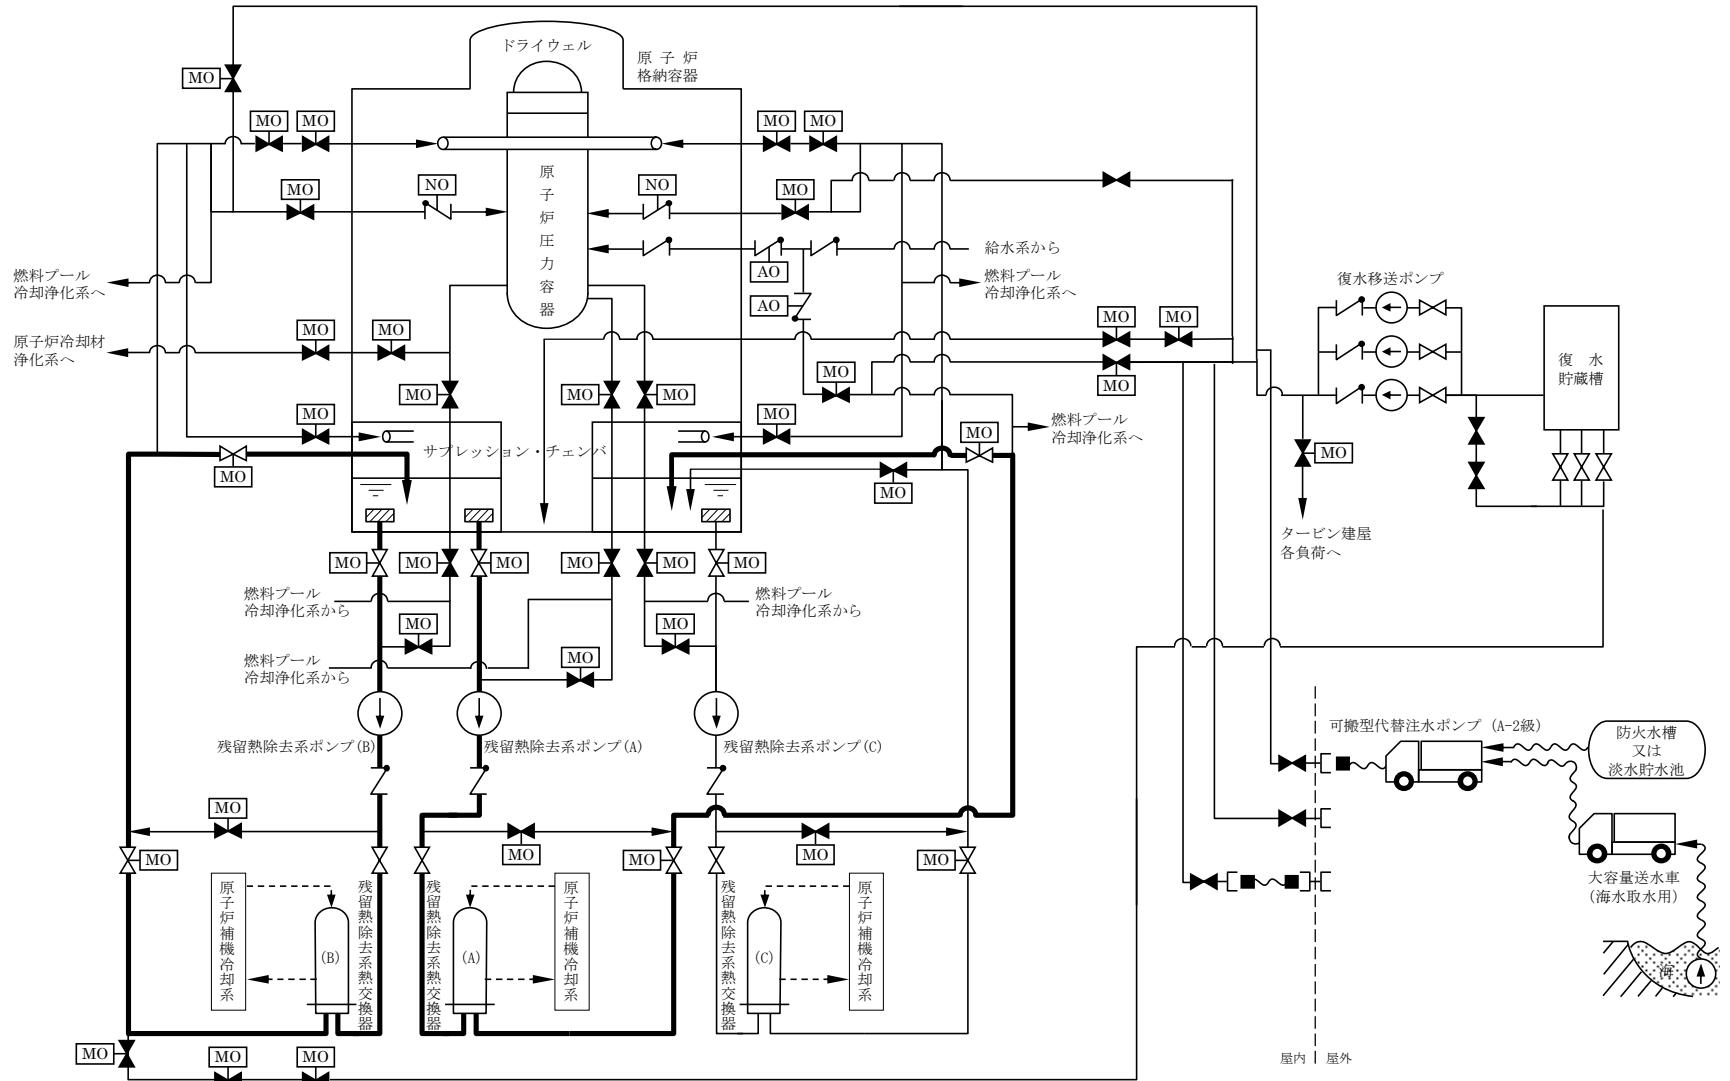 ドライウェル
原子炉
格納容器
MO
MO
MO
MO
MO
MO
NO
NO
MO
原子炉圧力容器
給水系から
燃料プール
冷却浄化系へ
燃料プール
冷却浄化系へ
AO
AO
復水移送ポンプ
原子炉冷却材
浄化系へ
MO
MO
MO
MO
MO
復水
貯蔵槽
MO
MO
MO
MO
MO
MO
燃料プール
冷却浄化系へ
サプレッション・チェンバ
MO
MO
MO
MO
MO
タービン建屋
各負荷へ
MO
MO
MO
MO
MO
MO
燃料プール
冷却浄化系から
燃料プール
冷却浄化系から
MO
MO
燃料プール
冷却浄化系から
MO
残留熱除去系ポンプ(B)
残留熱除去系ポンプ(A)
残留熱除去系ポンプ(C)
可搬型代替注水ポンプ (A-2級)
防火水槽
又は
淡水貯水池
MO
MO
MO
MO
MO
MO
大容量送水車
(海水取水用)
原子炉補機冷却系
(B)
残留熱除去系熱交換器
残留熱除去系熱交換器
(A)
原子炉補機冷却系
残留熱除去系熱交換器
(C)
原子炉補機冷却系
海
MO
MO
MO
屋内
屋外